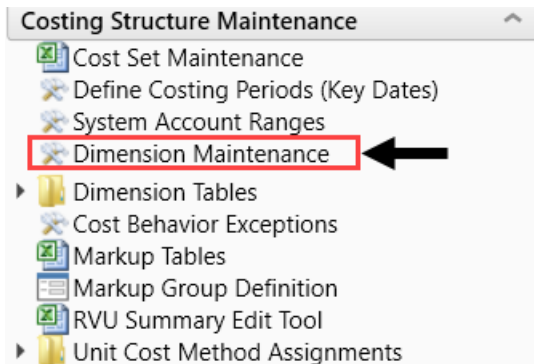 Costing Structure Maintenance
Cost Set Maintenance
Define Costing Periods (Key Dates)
System Account Ranges
Dimension Maintenance
Dimension Tables
Cost Behavior Exceptions
Markup Tables
Markup Group Definition
RVU Summary Edit Tool
Unit Cost Method Assignments